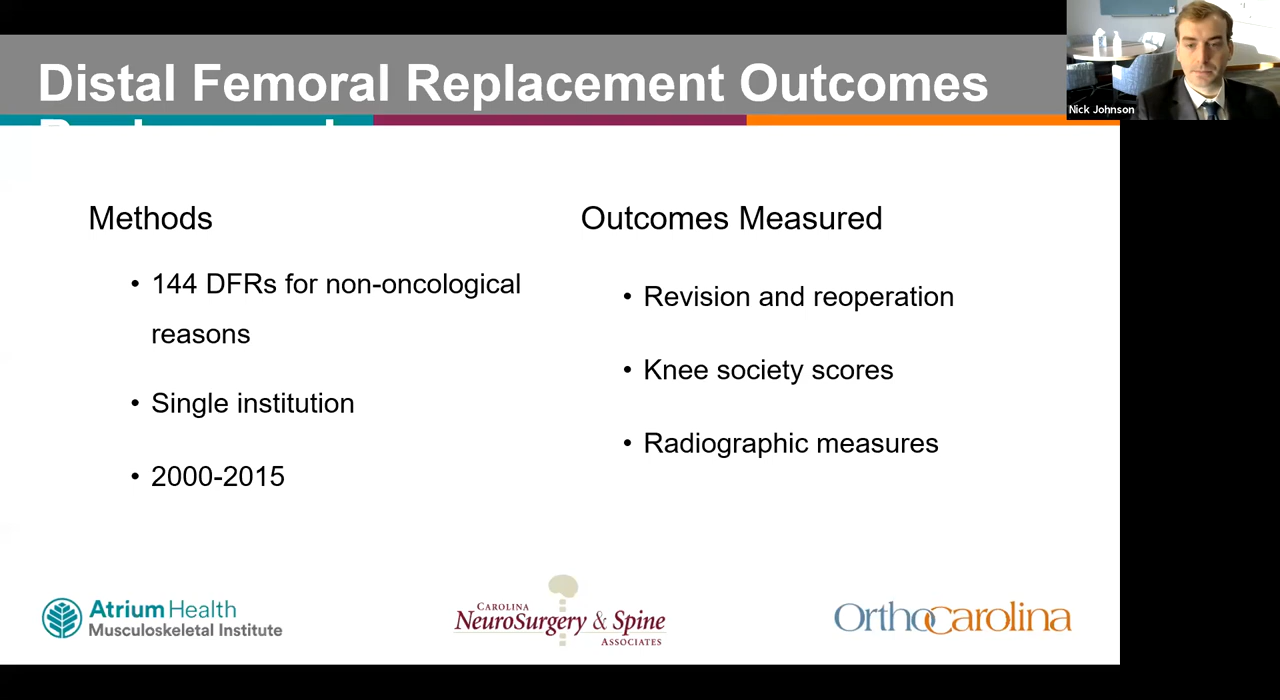 Distal Femoral Replacement Outcomes
Nick Johnson
Methods
• 144 DFRs for non-oncological
reasons
• Single institution
• 2000-2015
Outcomes Measured
• Revision and reoperation
• Knee society scores
• Radiographic measures
Atrium Health
Musculoskeletal Institute
CAROLINA
NEUROSURGERY & SPINE
ASSOCIATES
OrthoCarolina